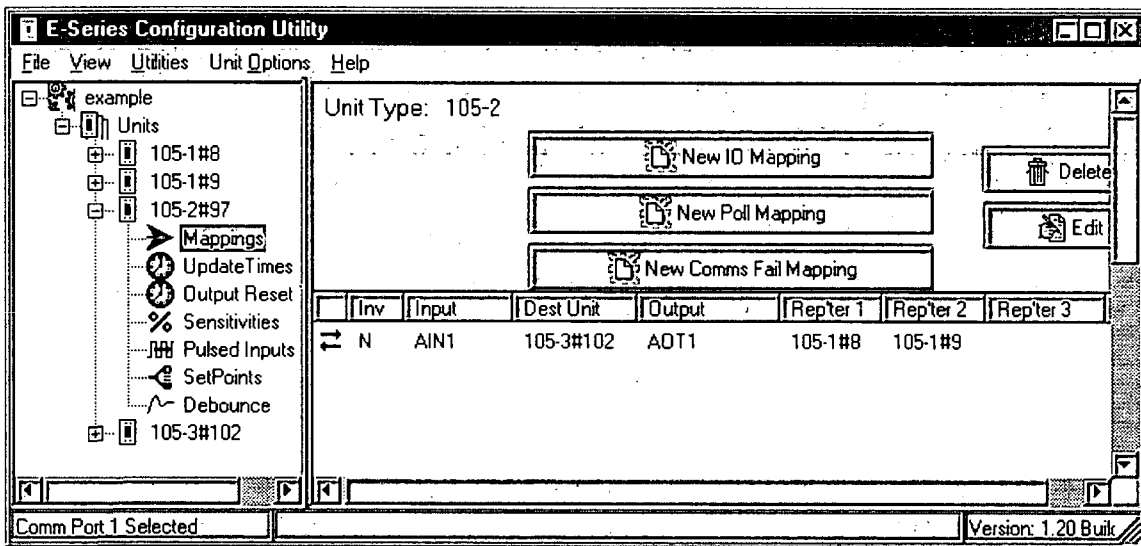 E-Series Configuration Utility
File View Utilities Unit Options Help
example
Units
105-1#8
105-1#9
105-2#97
Mappings
UpdateTimes
Output Reset
Sensitivities
Pulsed Inputs
SetPoints
Debounce
105-3#102
Unit Type: 105-2
New IO Mapping
New Poll Mapping
New Comms Fail Mapping
Delete
Edit
Inv Input Dest Unit Output Rep'ter 1 Rep'ter 2 Rep'ter 3
N AIN1 105-3#102 AOT1 105-1#8 105-1#9
Comm Port 1 Selected
Version: 1.20 Buik